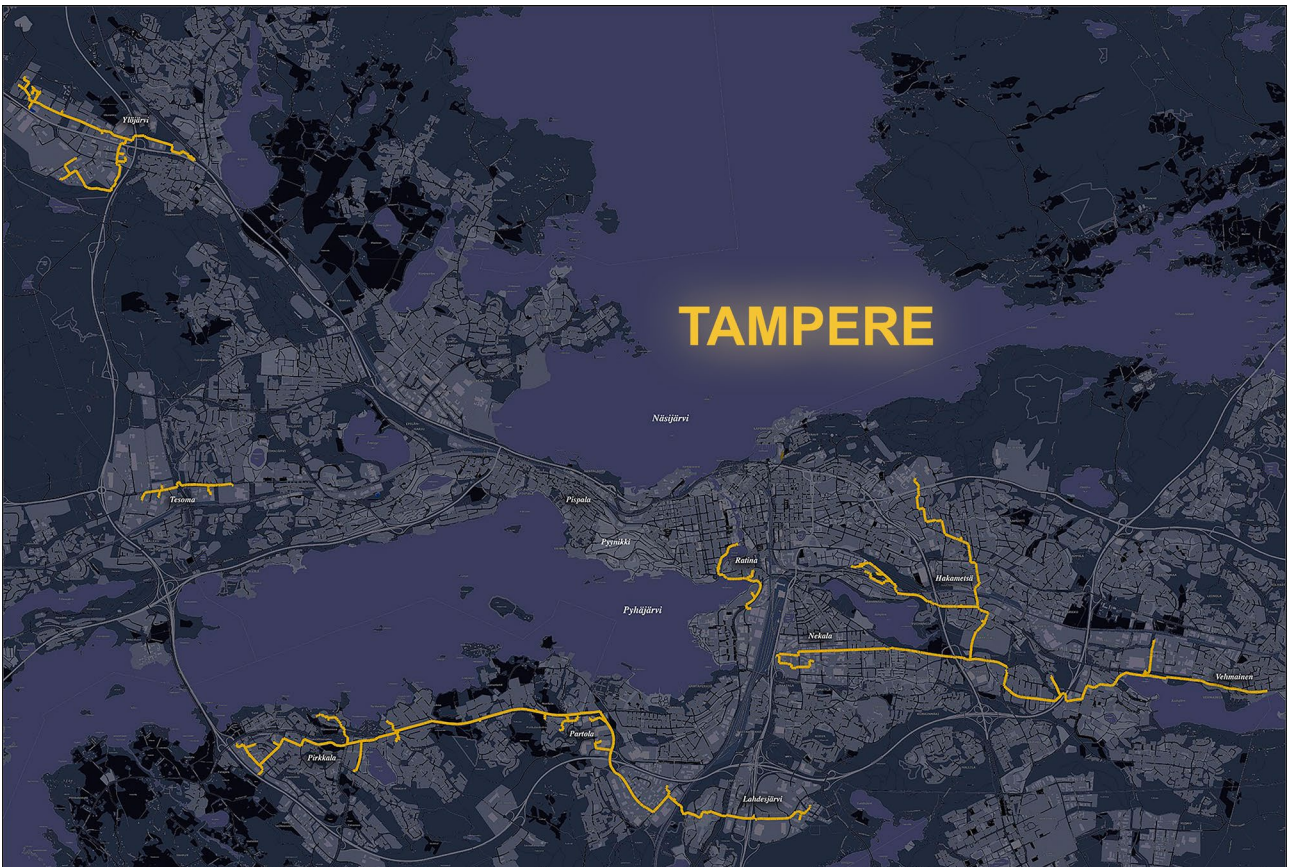 Ylöjärvi
TAMPERE
Näsijärvi
Tesoma
Pispala
Pyynikki
Ratina
Hakametsä
Pyhäjärvi
Nekala
Vehmainen
Partola
Pirkkala
Lahdesjärvi